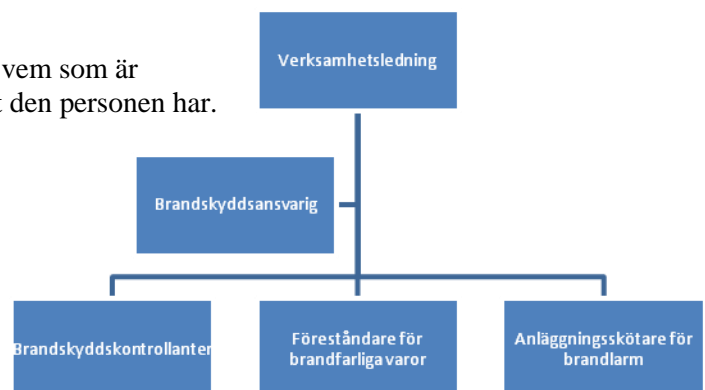 vem som är
den personen har.
Verksamhetsledning
Brandskyddsansvarig
Brandskyddskontrollanter
Föreståndare för
brandfarliga varor
Anläggningsskötare för
brandlarm